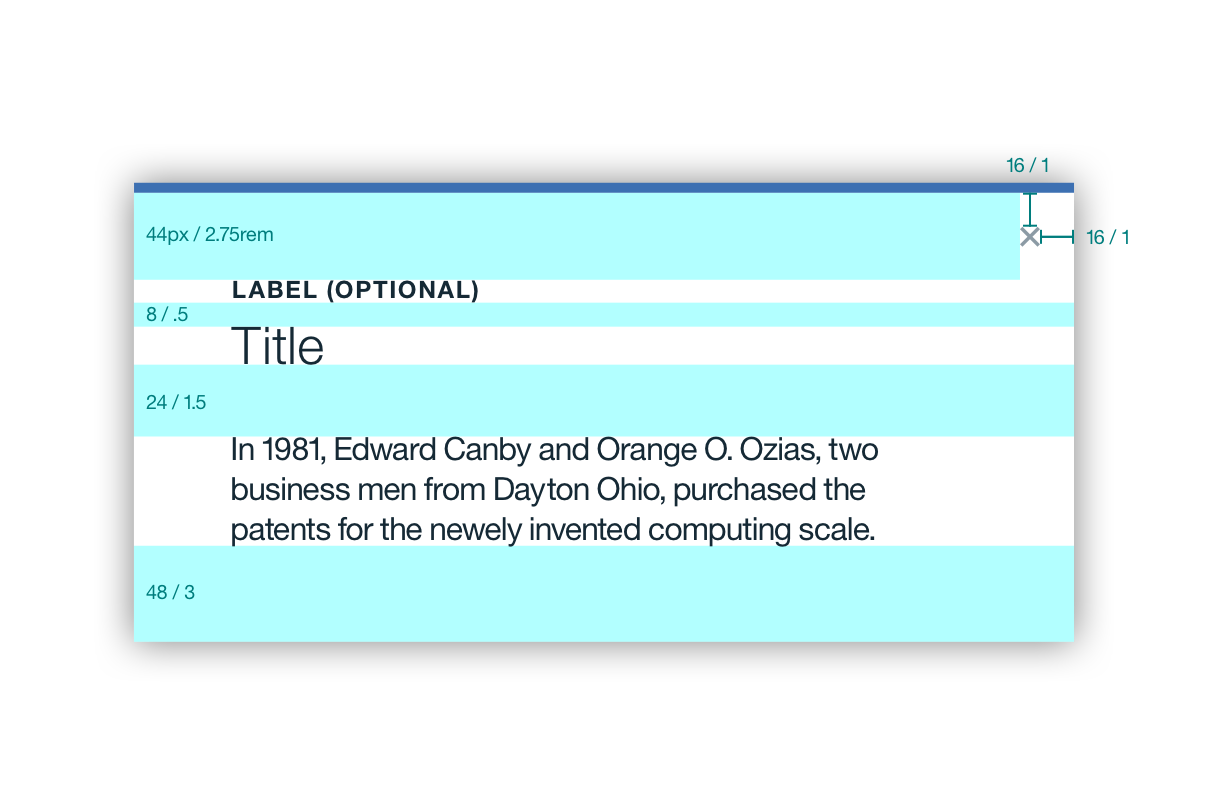 16 / 1
44px / 2.75rem
16 / 1
LABEL (OPTIONAL)
8 / .5
Title
24 / 1.5
In 1981, Edward Canby and Orange O. Ozias, two
business men from Dayton Ohio, purchased the
patents for the newely invented computing scale.
48 / 3